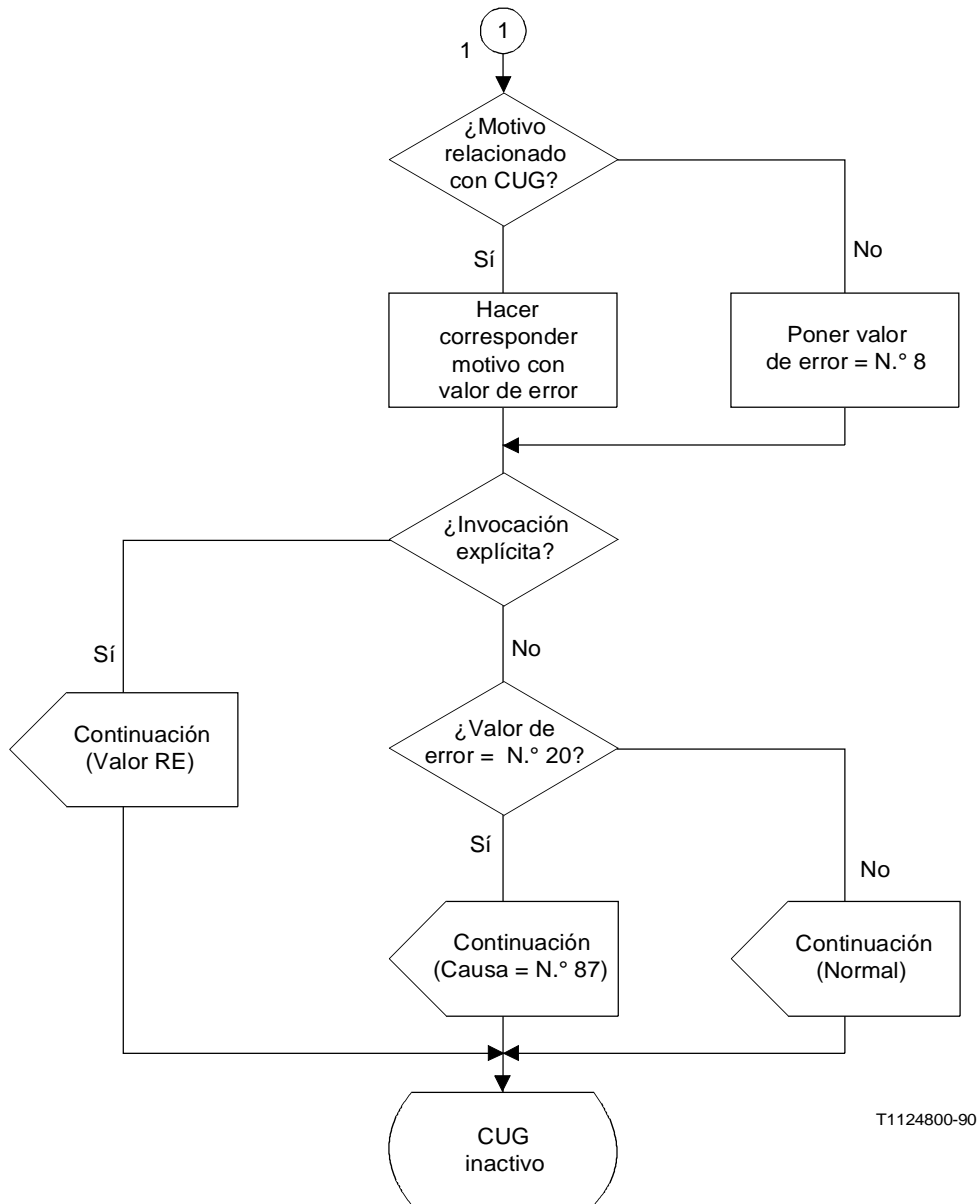 1
1
¿Motivo
relacionado
con CUG?
Sí
No
Hacer
corresponder
motivo con
valor de error
Poner valor
de error = N.° 8
¿Invocación
explícita?
Sí
No
Continuación
(Valor RE)
¿Valor de
error = N.° 20?
Sí
No
Continuación
(Causa = N.° 87)
Continuación
(Normal)
CUG
inactivo
T1124800-90